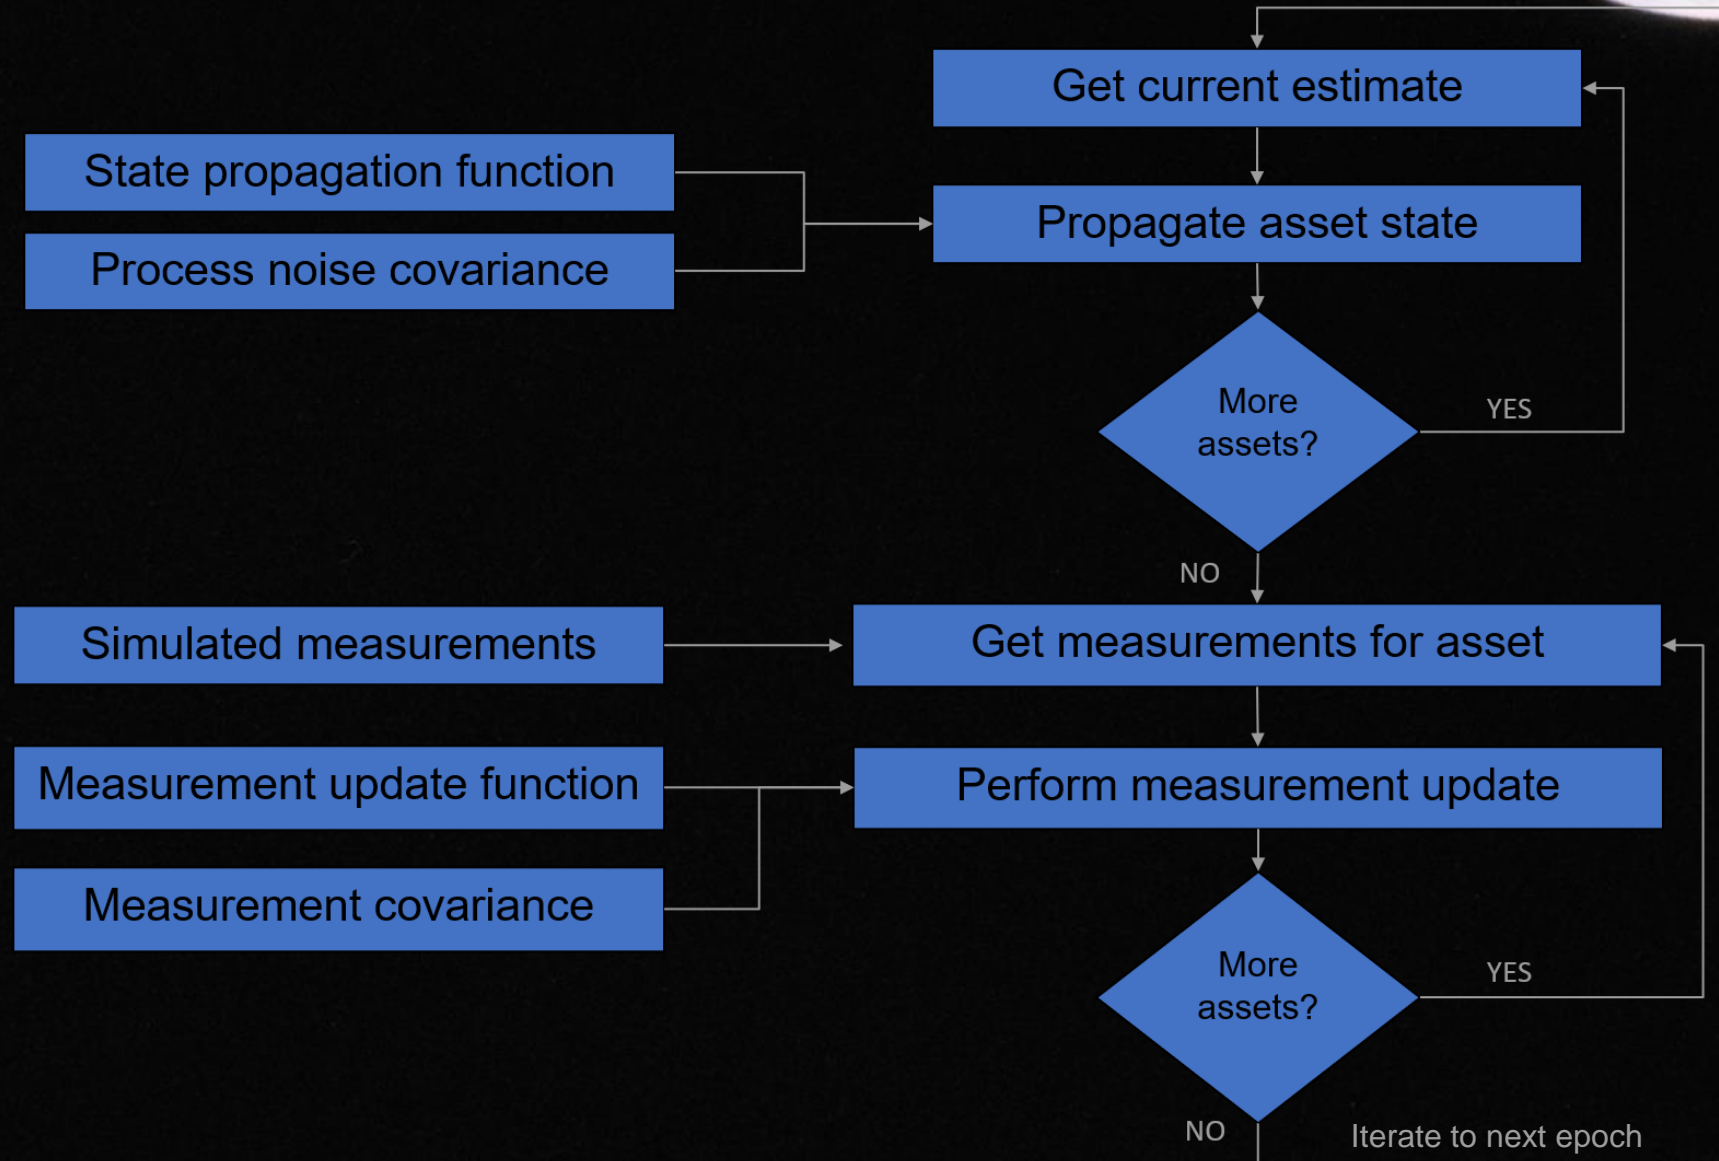 Get current estimate
State propagation function
Propagate asset state
Process noise covariance
More
assets?
YES
NO
Simulated measurements
Get measurements for asset
Measurement update function
Perform measurement update
Measurement covariance
More
assets?
YES
NO
Iterate to next epoch